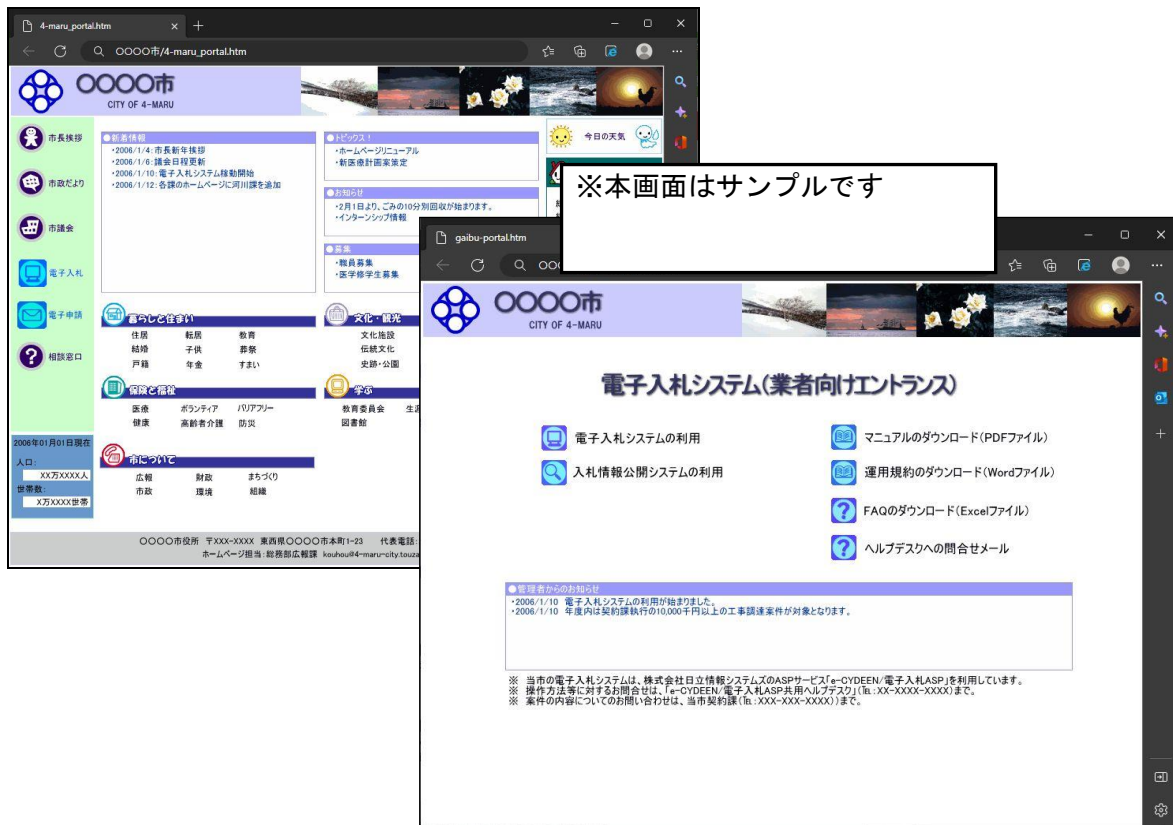 4-maru_portal.htm
〇〇〇〇市/4-maru_portal.htm
〇〇〇〇市
CITY OF 4-MARU
市長挨拶
市政だより
市議会
電子入札
電子申請
相談窓口
2006年01月01日現在
人口:
XX万XXXX人
世帯数:
X万XXXX世帯
●新着情報
・2006/1/4:市長新年挨拶
・2006/1/6:議会日程更新
・2006/1/10:電子入札システム稼動開始
・2006/1/12:各課のホームページに河川課を追加
●トピックス!
・ホームページリニューアル
・新医療計画案策定
●お知らせ
・2月1日より、ごみの10分別回収が始まります。
・インターンシップ情報
●募集
・職員募集
・医学修学生募集
今日の天気
暮らしと住まい
住居 転居 教育
結婚 子供 葬祭
戸籍 年金 すまい
文化・観光
文化施設
伝統文化
史跡・公園
保険と福祉
医療 ボランティア バリアフリー
健康 高齢者介護 防災
学ぶ
教育委員会 生涯
図書館
市について
広報 財政 まちづくり
市政 環境 組織
〇〇〇〇市役所 〒XXX-XXXX 東西県〇〇〇〇市本町1-23 代表電話:
ホームページ担当:総務部広報課 kouhou@4-maru-city.touza
※本画面はサンプルです
gaibu-portal.htm
〇〇〇〇市
CITY OF 4-MARU
電子入札システム(業者向けエントランス)
電子入札システムの利用
入札情報公開システムの利用
マニュアルのダウンロード(PDFファイル)
運用規約のダウンロード(Wordファイル)
FAQのダウンロード(Excelファイル)
ヘルプデスクへの問合せメール
●管理者からのお知らせ
・2006/1/10 電子入札システムの利用が始まりました。
・2006/1/10 年度内は契約課執行の10,000千円以上の工事調達案件が対象となります。
※ 当市の電子入札システムは、株式会社日立情報システムズのASPサービス「e-CYDEEN/電子入札ASP」を利用しています。
※ 操作方法等に対するお問合せは、「e-CYDEEN/電子入札ASP共用ヘルプデスク」(℡:XX-XXXX-XXXX)まで。
※ 案件の内容についてのお問い合わせは、当市契約課(℡:XXX-XXX-XXXX))まで。